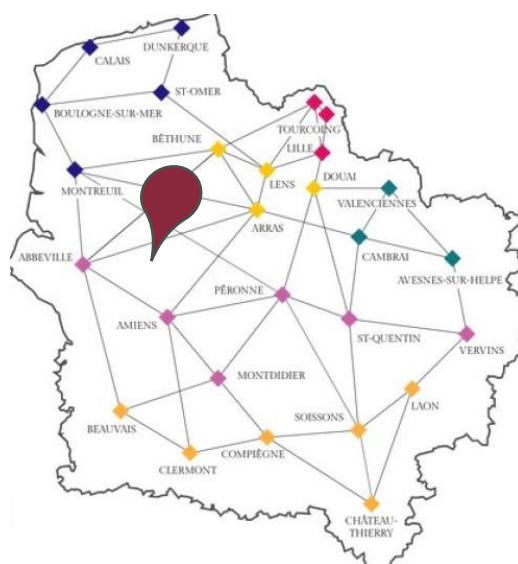 DUNKERQUE
CALAIS
ST-OMER
BOULOGNE-SUR-MER
TOURCOING
BÉTHUNE
LILLE
LENS
DOUAI
MONTREUIL
VALENCIENNES
ARRAS
ABBEVILLE
CAMBRAI
AVESNES-SUR-HELPE
PÉRONNE
AMIENS
ST-QUENTIN
VERVINS
MONTDIDIER
LAON
BEAUVAIS
SOISSONS
COMPIÈGNE
CLERMONT
CHÂTEAU-
THIERRY